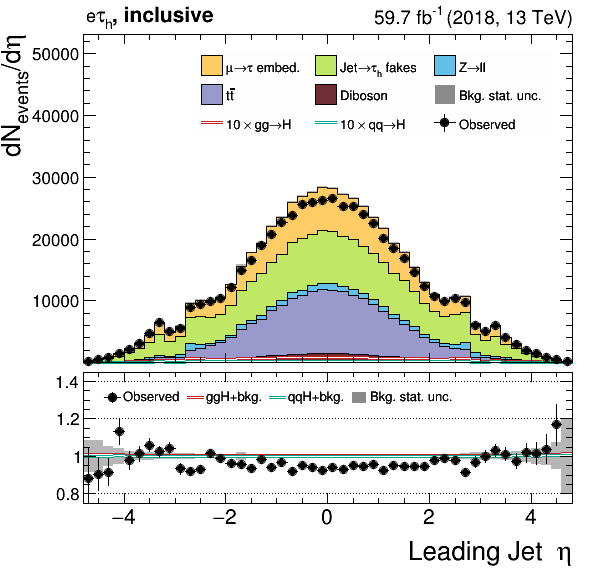 eτₕ, inclusive 59.7 fb⁻¹ (2018, 13 TeV)
dN_events/dη
50000
40000
30000
20000
10000
μ→τ embed. Jet→τₕ fakes Z→ll
tt̄ Diboson Bkg. stat. unc.
10 × gg→H 10 × qq→H Observed
1.4
1.2
1
0.8
Observed ggH+bkg. qqH+bkg. Bkg. stat. unc.
−4 −2 0 2 4
Leading Jet η